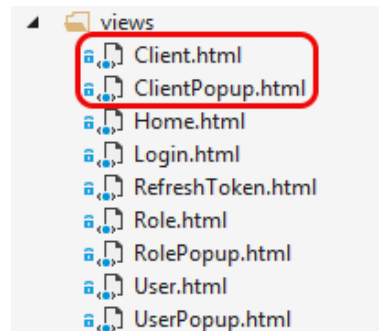 views
Client.html
ClientPopup.html
Home.html
Login.html
RefreshToken.html
Role.html
RolePopup.html
User.html
UserPopup.html